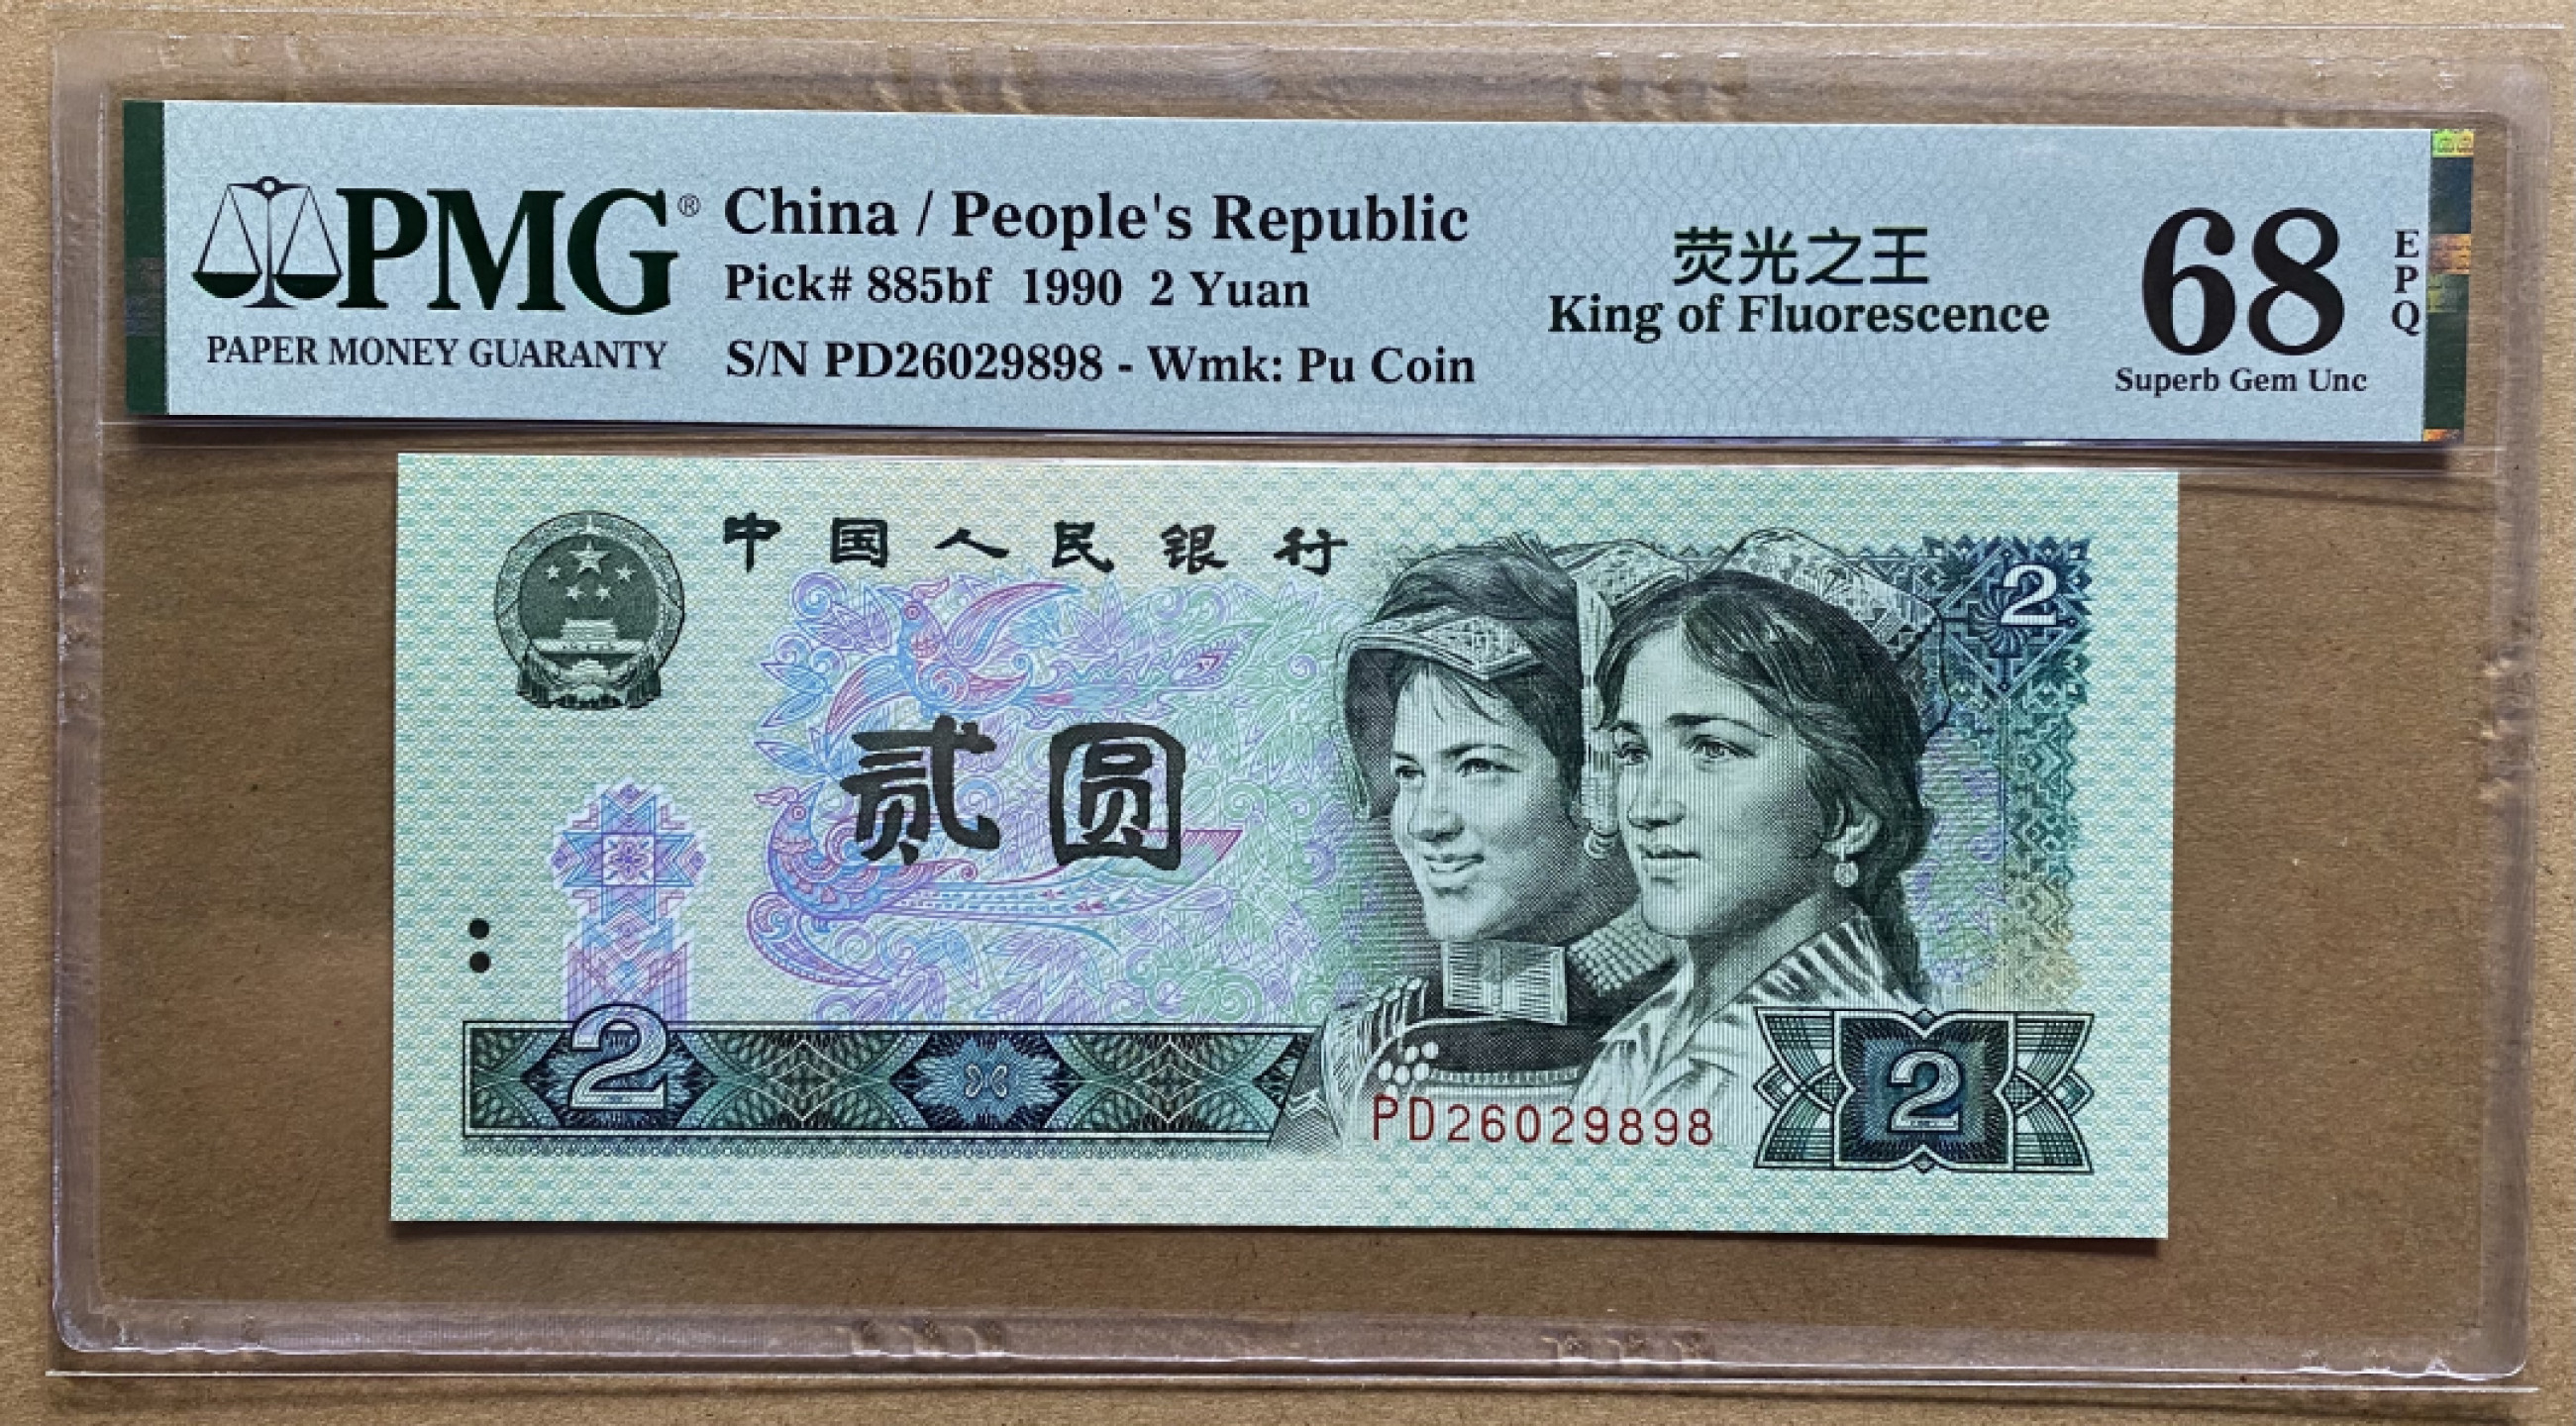 PMG®
PAPER MONEY GUARANTY
China / People's Republic
Pick# 885bf 1990 2 Yuan
S/N PD26029898 - Wmk: Pu Coin
荧光之王
King of Fluorescence
68
EPQ
Superb Gem Unc
中国人民银行
2
贰圆
2
PD26029898
2